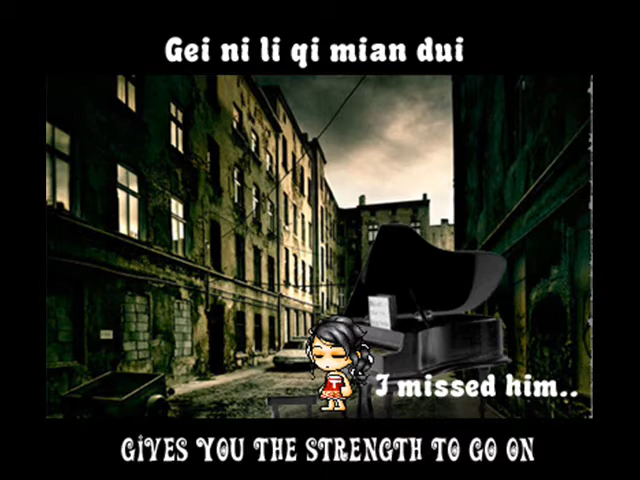 Gei ni li qi mian dui
I missed him..
GIVES YOU THE STRENGTH TO GO ON